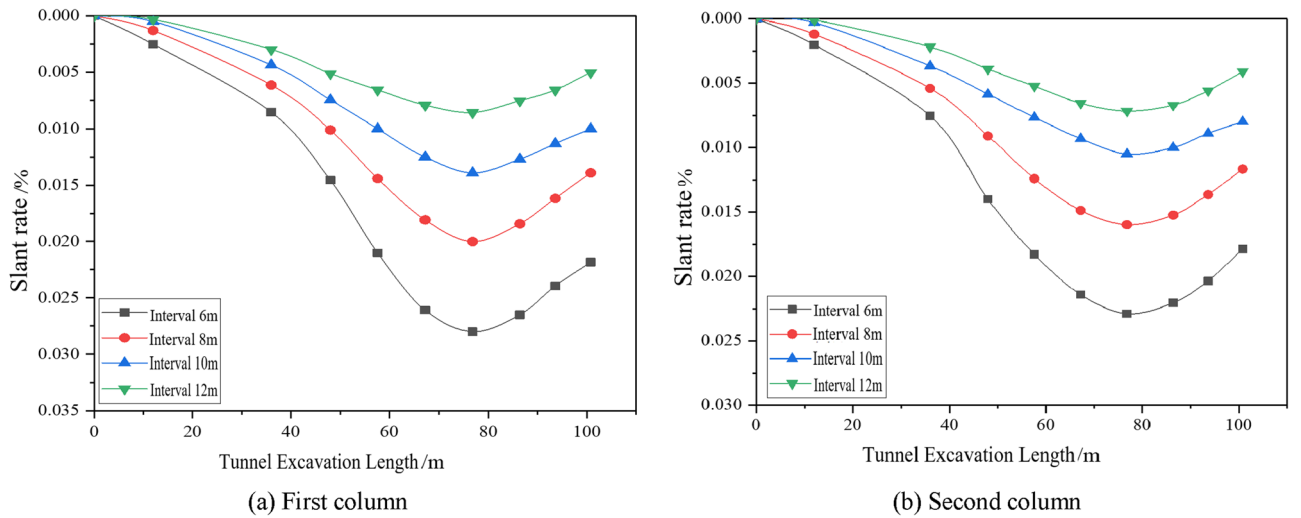 0.000
0.005
0.010
0.015
0.020
0.025
0.030
0.035
Slant rate /%
Interval 6m
Interval 8m
Interval 10m
Interval 12m
0 20 40 60 80 100
Tunnel Excavation Length /m
(a) First column
0.000
0.005
0.010
0.015
0.020
0.025
0.030
Slant rate %
Interval 6m
Interval 8m
Interval 10m
Interval 12m
0 20 40 60 80 100
Tunnel Excavation Length /m
(b) Second column